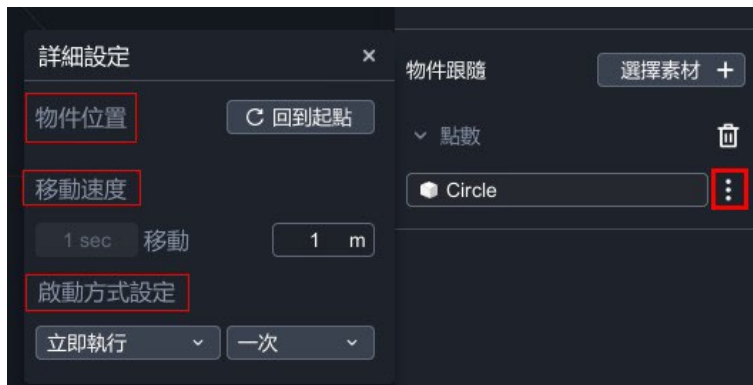 詳細設定 ×
物件位置 回到起點
移動速度
1 sec 移動 1 m
啟動方式設定
立即執行 一次
物件跟隨 選擇素材 +
點數
Circle